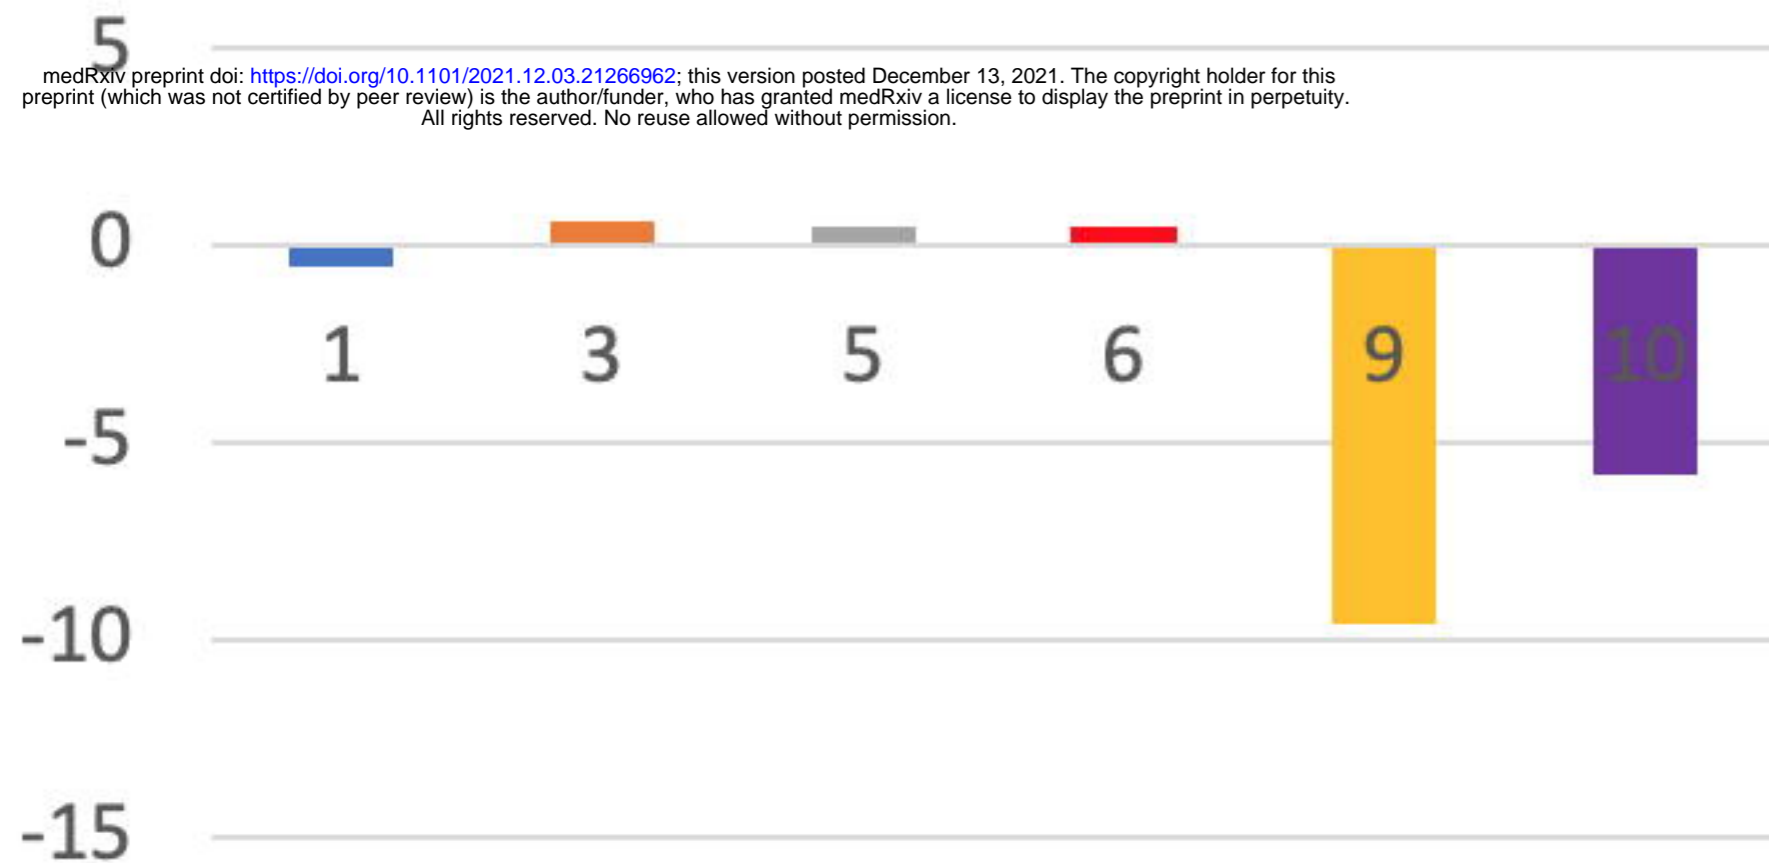 5
medRxiv preprint doi: https://doi.org/10.1101/2021.12.03.21266962; this version posted December 13, 2021. The copyright holder for this
preprint (which was not certified by peer review) is the author/funder, who has granted medRxiv a license to display the preprint in perpetuity.
All rights reserved. No reuse allowed without permission.
0
1 3 5 6 9 10
-5
-10
-15